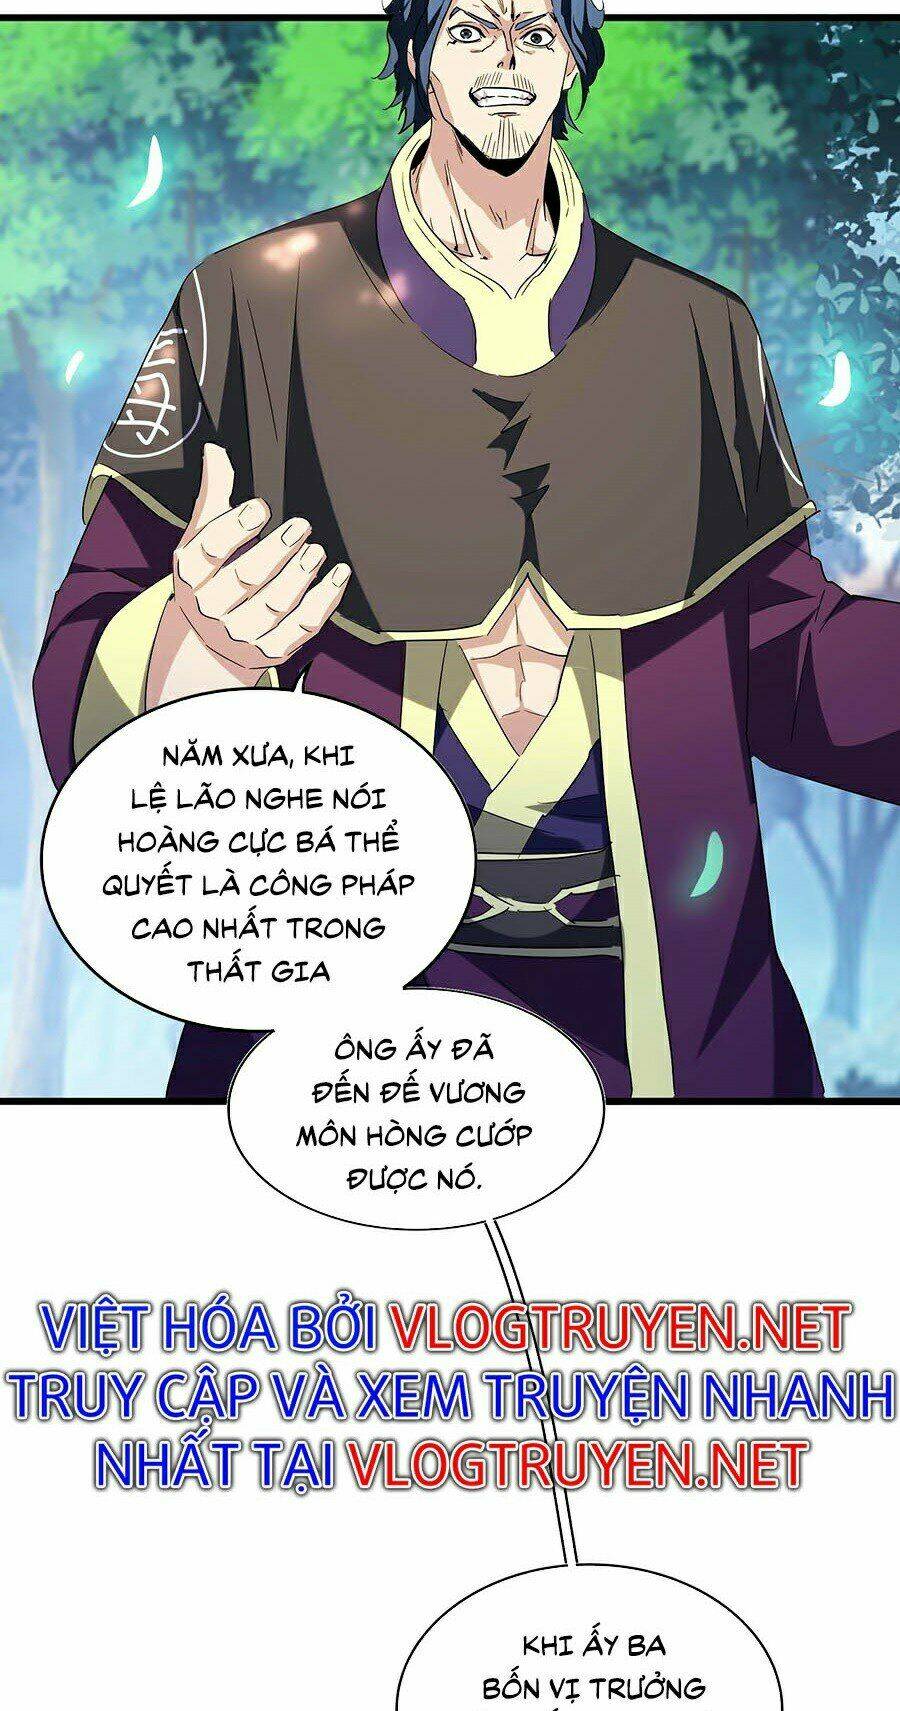 NĂM XƯA, KHI
LỆ LÃO NGHE NÓI
HOÀNG CỰC BÁ THỂ
QUYẾT LÀ CÔNG PHÁP
CAO NHẤT TRONG
THẤT GIA
ÔNG ẤY ĐÃ
ĐẾN ĐẾ VƯƠNG
MÔN HÒNG CƯỚP
ĐƯỢC NÓ.
VIỆT HÓA BỞI VLOGTRUYEN.NET
TRUY CẬP VÀ XEM TRUYỆN NHANH
NHẤT TẠI VLOGTRUYEN.NET
KHI ẤY BA
BỐN VỊ TRƯỞNG